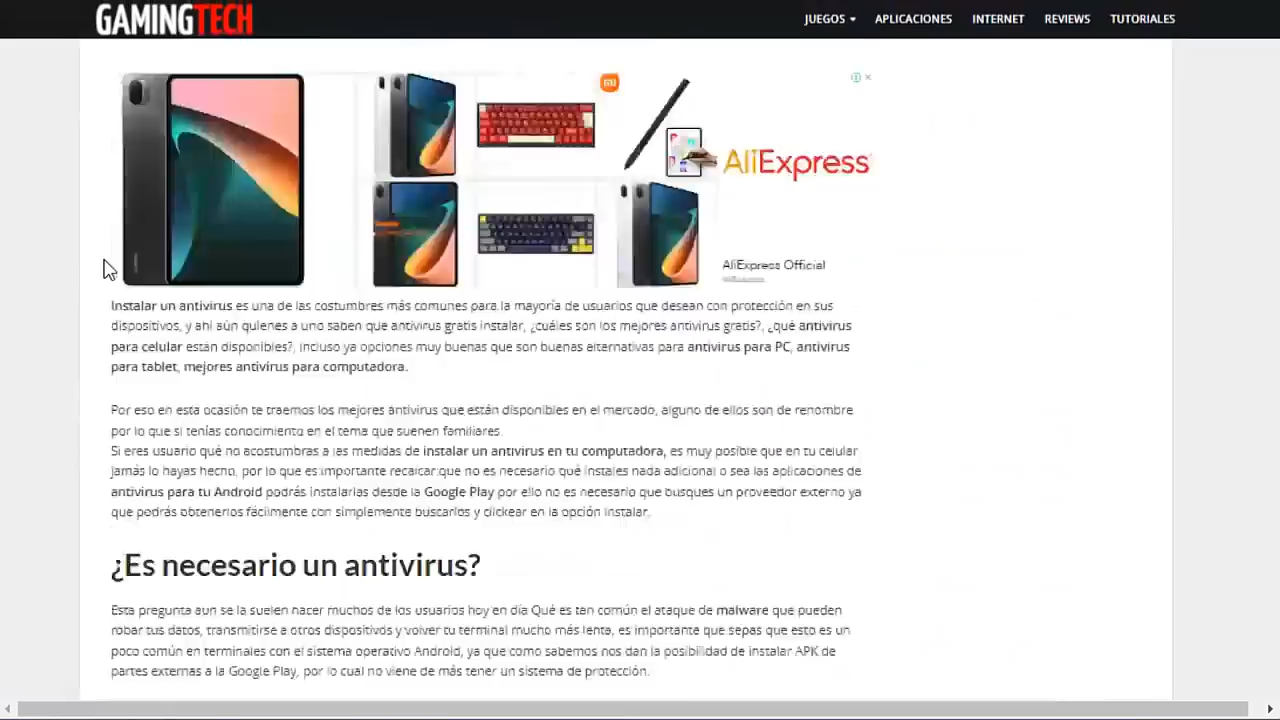 GAMINGTECH
JUEGOS APLICACIONES INTERNET REVIEWS TUTORIALES
AliExpress
AliExpress Official
Instalar un antivirus es una de las costumbres más comunes para la mayoría de usuarios que desean con protección en sus
dispositivos, y ahí aún quienes a uno saben que antivirus gratis instalar, ¿cuáles son los mejores antivirus gratis?, ¿qué antivirus
para celular están disponibles?, incluso ya opciones muy buenas que son buenas alternativas para antivirus para PC, antivirus
para tablet, mejores antivirus para computadora.
Por eso en esta ocasión te traemos los mejores antivirus que están disponibles en el mercado, alguno de ellos son de renombre
por lo que si tenías conocimiento en el tema que suenen familiares.
Si eres usuario qué no acostumbras a las medidas de instalar un antivirus en tu computadora, es muy posible que en tu celular
jamás lo hayas hecho, por lo que es importante recalcar que no es necesario qué instales nada adicional o sea las aplicaciones de
antivirus para tu Android podrás instalarlas desde la Google Play por ello no es necesario que busques un proveedor externo ya
que podrás obtenerlos fácilmente con simplemente buscarlos y clickear en la opción instalar.
¿Es necesario un antivirus?
Esta pregunta aun se la suelen hacer muchos de los usuarios hoy en día Qué es tan común el ataque de malware que pueden
robar tus datos, transmitirse a otros dispositivos y volver tu terminal mucho más lenta, es importante que sepas que esto es un
poco común en terminales con el sistema operativo Android, ya que como sabemos nos dan la posibilidad de instalar APK de
partes externas a la Google Play, por lo cual no viene de más tener un sistema de protección.